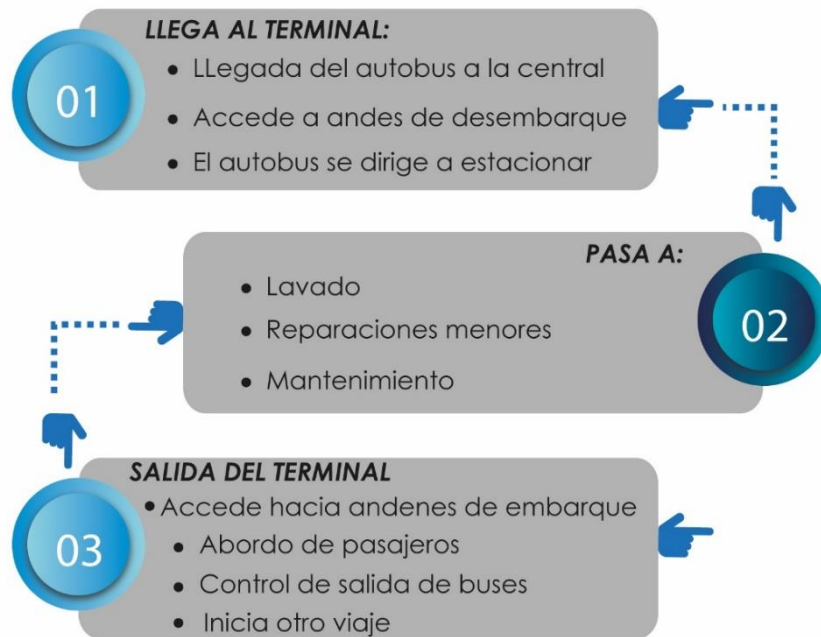 01
LLEGA AL TERMINAL:
• LLegada del autobus a la central
• Accede a andes de desembarque
• El autobus se dirige a estacionar
PASA A:
02
• Lavado
• Reparaciones menores
• Mantenimiento
03
SALIDA DEL TERMINAL
• Accede hacia andenes de embarque
• Abordo de pasajeros
• Control de salida de buses
• Inicia otro viaje